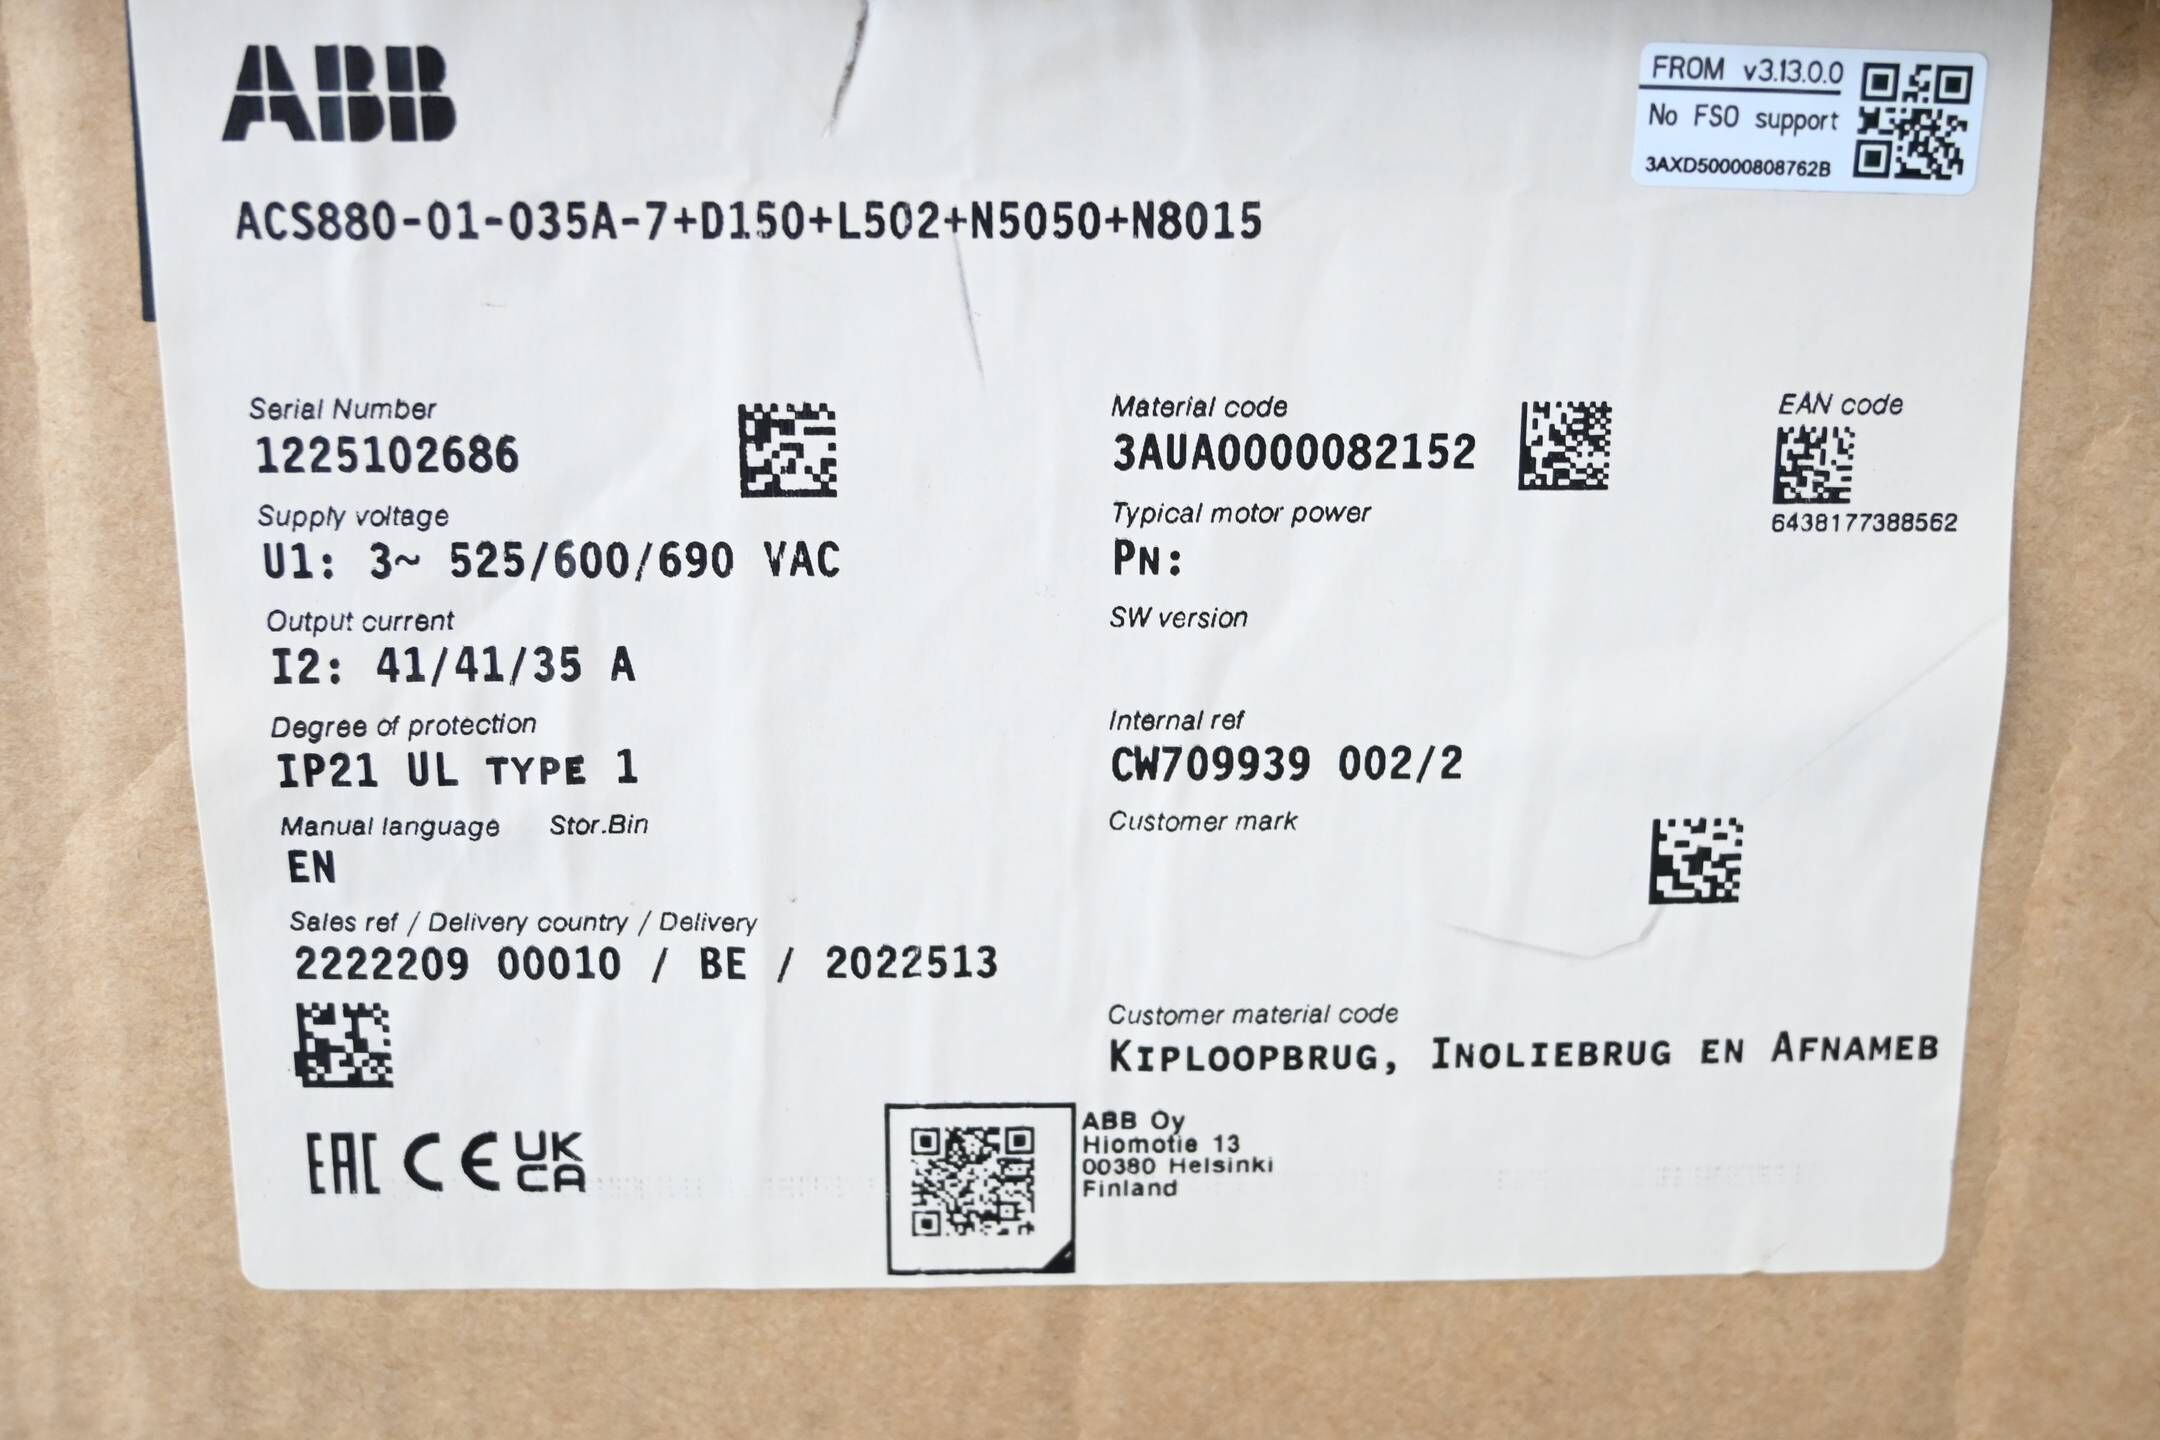 ABB
FROM v3.13.0.0
No FSO support
3AXD50000808762B
ACS880-01-035A-7+D150+L502+N5050+N8015
Serial Number
1225102686
Supply voltage
U1: 3~ 525/600/690 VAC
Output current
I2: 41/41/35 A
Degree of protection
IP21 UL TYPE 1
Manual language Stor.Bin
EN
Sales ref / Delivery country / Delivery
2222209 00010 / BE / 2022513
Material code
3AUA0000082152
EAN code
6438177388562
Typical motor power
PN:
SW version
Internal ref
CW709939 002/2
Customer mark
Customer material code
KIPLOOPBRUG, INOLIEBRUG EN AFNAMEB
EAC CE UK
CA
ABB Oy
Hiomotie 13
00380 Helsinki
Finland